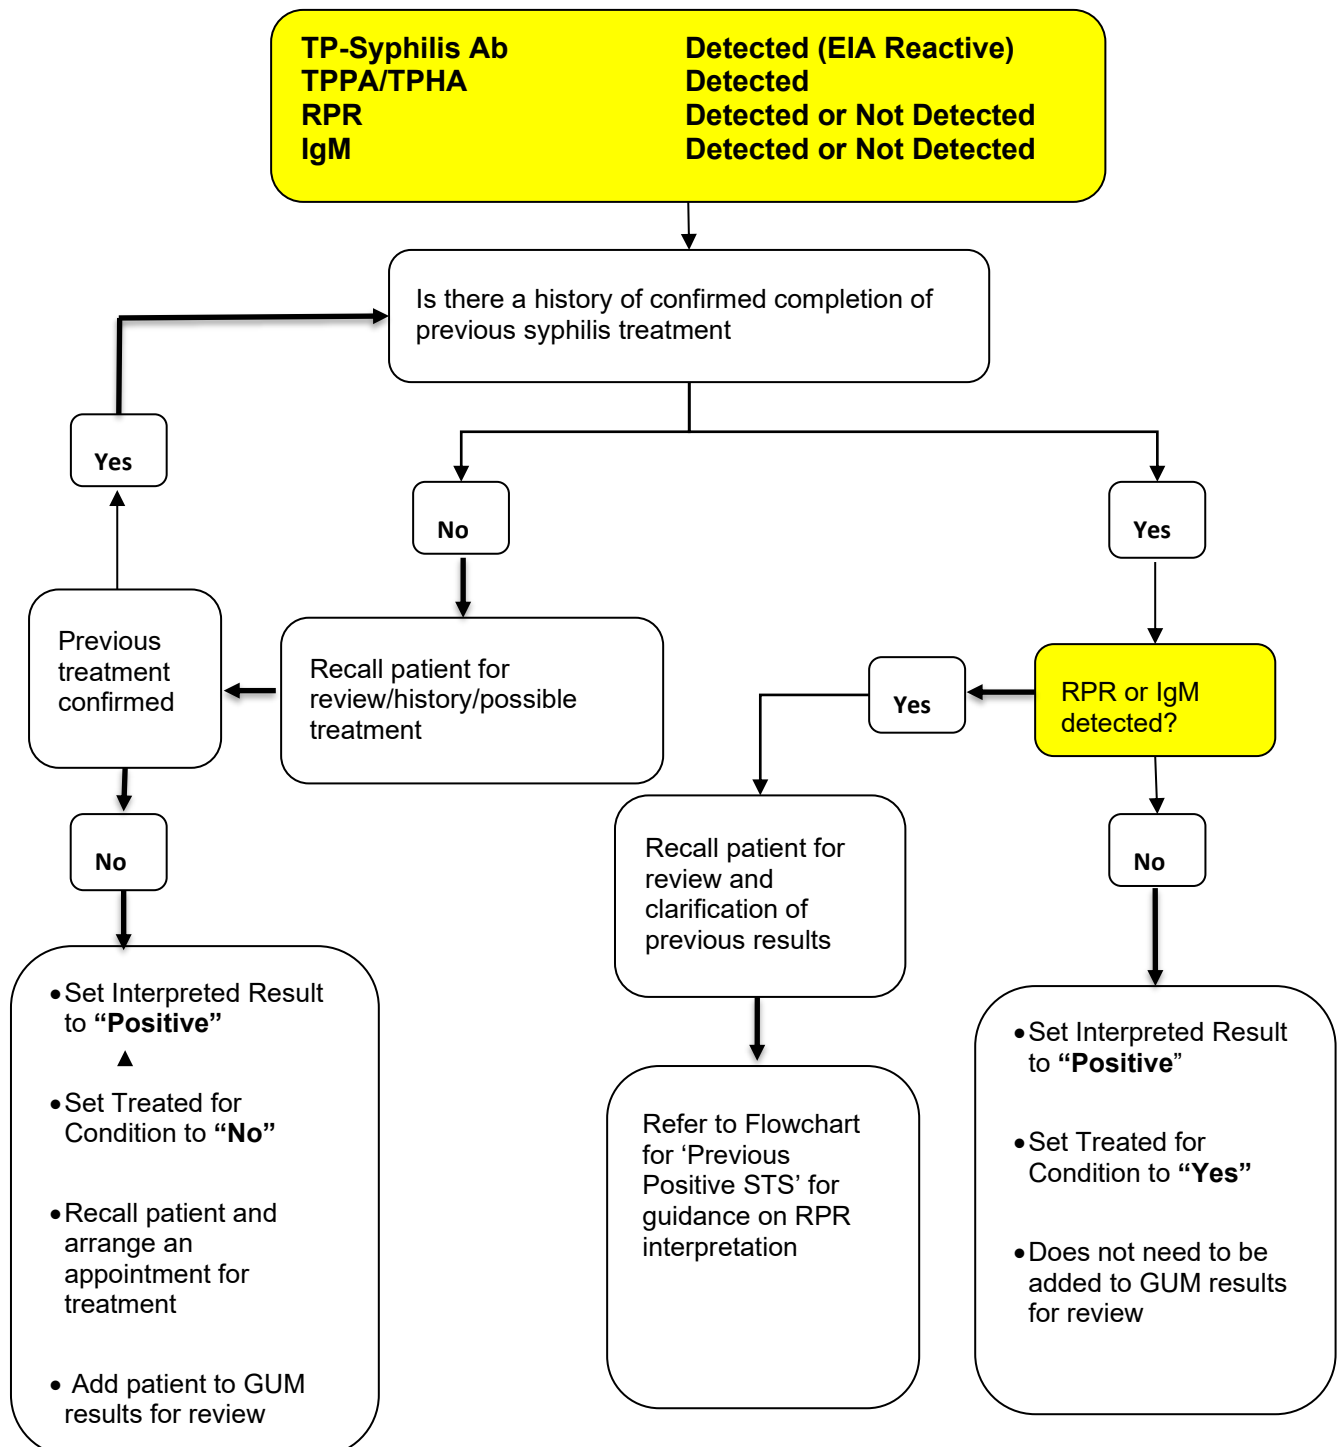 TP-Syphilis Ab Detected (EIA Reactive)
TPPA/TPHA Detected
RPR Detected or Not Detected
IgM Detected or Not Detected
Is there a history of confirmed completion of
previous syphilis treatment
Yes
No
Yes
Previous
treatment
confirmed
Recall patient for
review/history/possible
treatment
Yes
RPR or IgM
detected?
No
Recall patient for
review and
clarification of
previous results
No
•Set Interpreted Result
to “Positive”
•Set Treated for
Condition to “No”
•Recall patient and
arrange an
appointment for
treatment
• Add patient to GUM
results for review
Refer to Flowchart
for ‘Previous
Positive STS’ for
guidance on RPR
interpretation
•Set Interpreted Result
to “Positive”
•Set Treated for
Condition to “Yes”
•Does not need to be
added to GUM results
for review